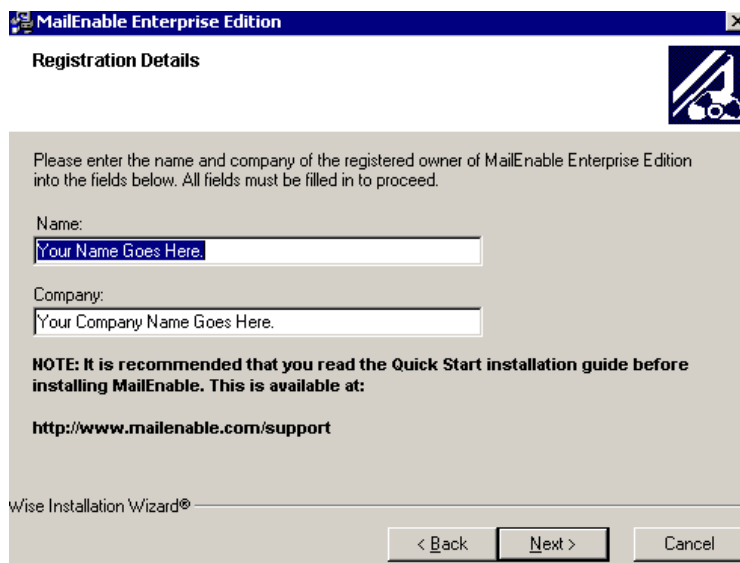 MailEnable Enterprise Edition
Registration Details
Please enter the name and company of the registered owner of MailEnable Enterprise Edition
into the fields below. All fields must be filled in to proceed.
Name:
Your Name Goes Here.
Company:
Your Company Name Goes Here.
NOTE: It is recommended that you read the Quick Start installation guide before
installing MailEnable. This is available at:
http://www.mailenable.com/support
Wise Installation Wizard®
< Back Next > Cancel